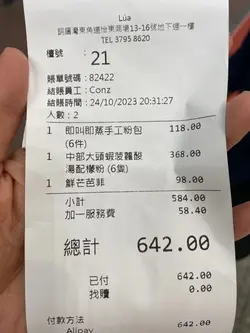 Lúa
銅鑼灣東角道怡東商場13-16號地下連一樓
TEL 3795 8620
檯號：
21
賬單號碼：82422
結賬員工：Conz
結賬時間：24/10/2023 20:31:27
人數：2
1 即叫即蒸手工粉包 118.00
(6件)
1 中部大頭蝦菠蘿酸 368.00
湯配檬粉 (6隻)
1 鮮芒芭菲 98.00
小計 584.00
加一服務費 58.40
總計 642.00
已付 642.00
找贖 0.00
付款方法
Alipay